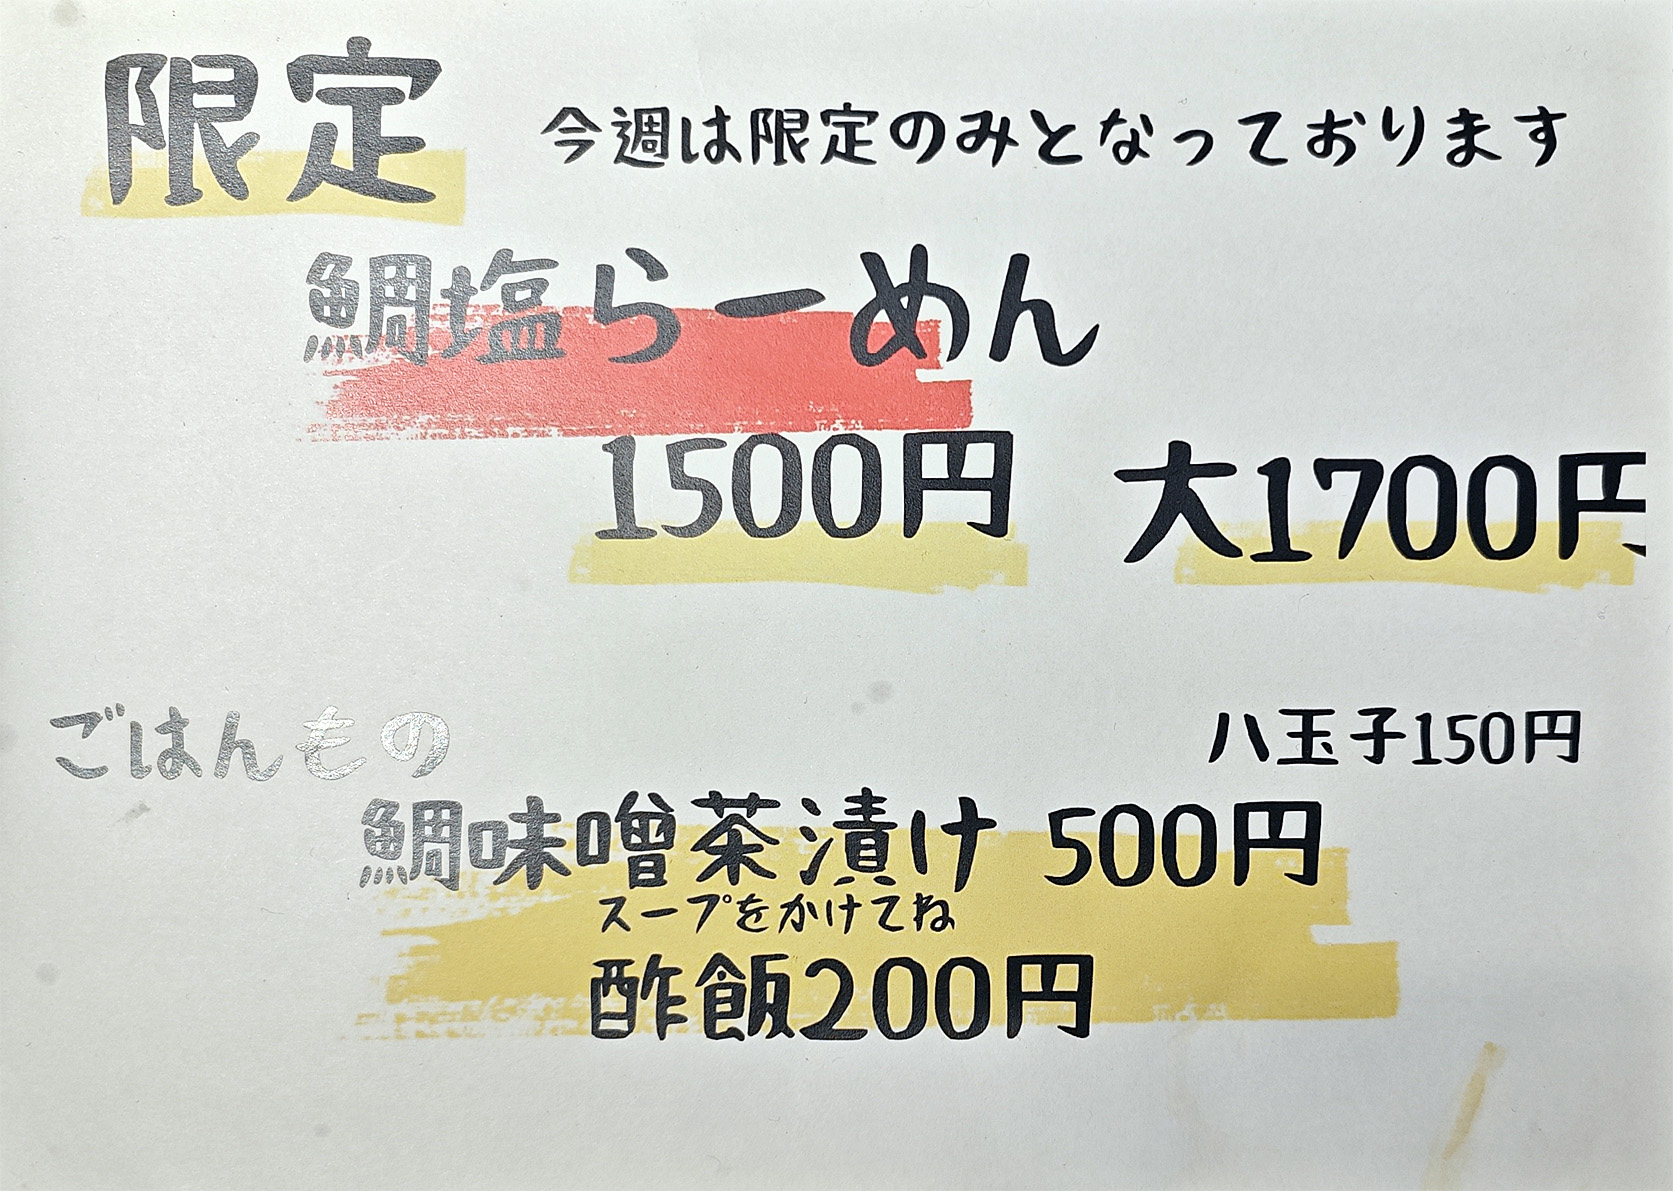 限定
今週は限定のみとなっております
鯛塩らーめん
1500円 大1700円
ごはんもの
八玉子150円
鯛味噌茶漬け 500円
スープをかけてね
酢飯200円